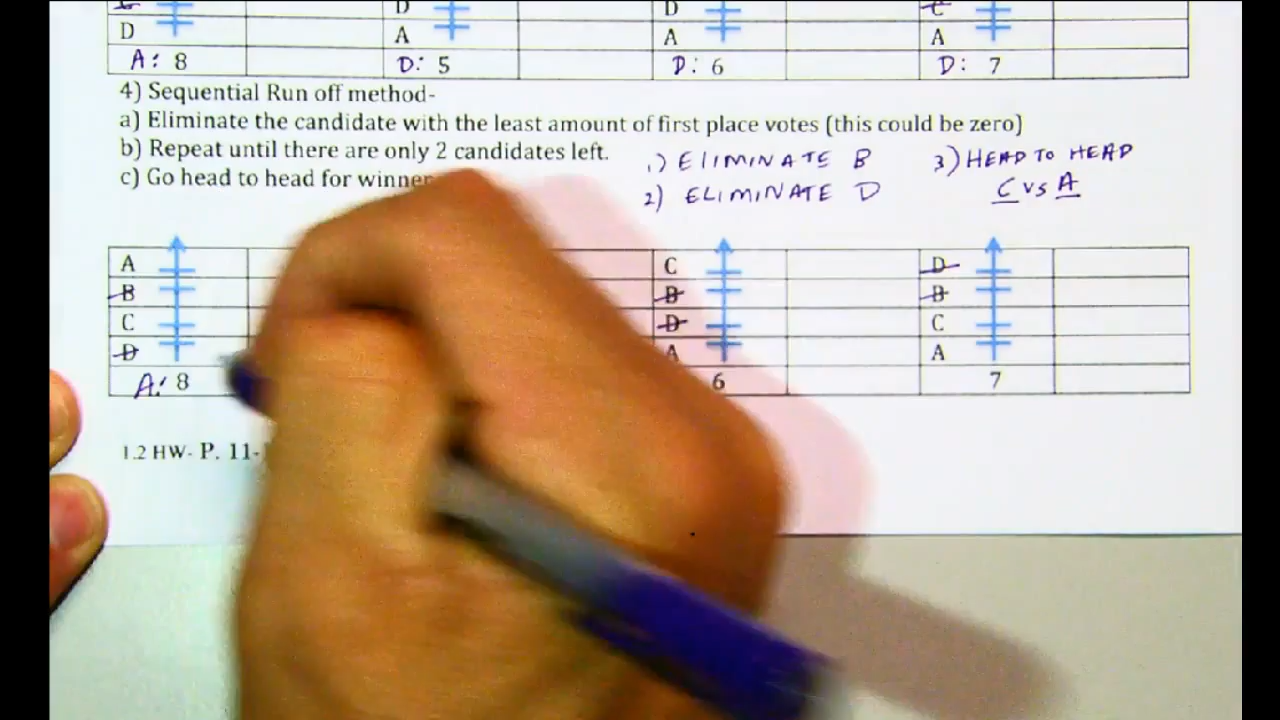 D D C
D A A A
A: 8 D: 5 D: 6 D: 7
4) Sequential Run off method-
a) Eliminate the candidate with the least amount of first place votes (this could be zero)
b) Repeat until there are only 2 candidates left.
c) Go head to head for winner
1) ELIMINATE B
2) ELIMINATE D
3) HEAD TO HEAD
C vs A
A C D
B B B
C D C
D A A
A: 8 6 7
1.2 HW- P. 11-